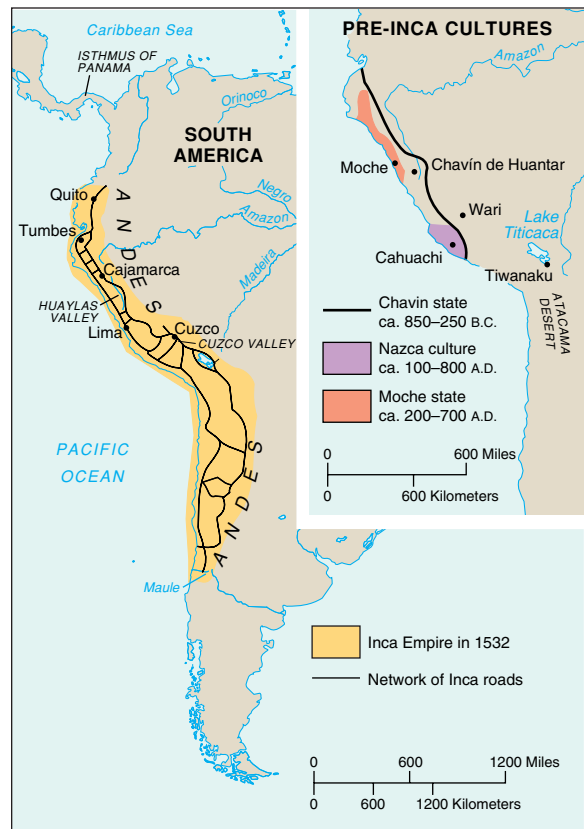 Caribbean Sea
ISTHMUS OF
PANAMA
Orinoco
SOUTH
AMERICA
Negro
Amazon
Madeira
Quito
Tumbes
Cajamarca
HUAYLAS
VALLEY
Lima
Cuzco
CUZCO VALLEY
ANDES
ANDES
PACIFIC
OCEAN
Maule
Inca Empire in 1532
Network of Inca roads
0 600 1200 Miles
0 600 1200 Kilometers
PRE-INCA CULTURES
Amazon
Moche
Chavín de Huantar
Wari
Lake
Titicaca
Cahuachi
Tiwanaku
ATACAMA
DESERT
Chavin state
ca. 850–250 B.C.
Nazca culture
ca. 100–800 A.D.
Moche state
ca. 200–700 A.D.
0 600 Miles
0 600 Kilometers